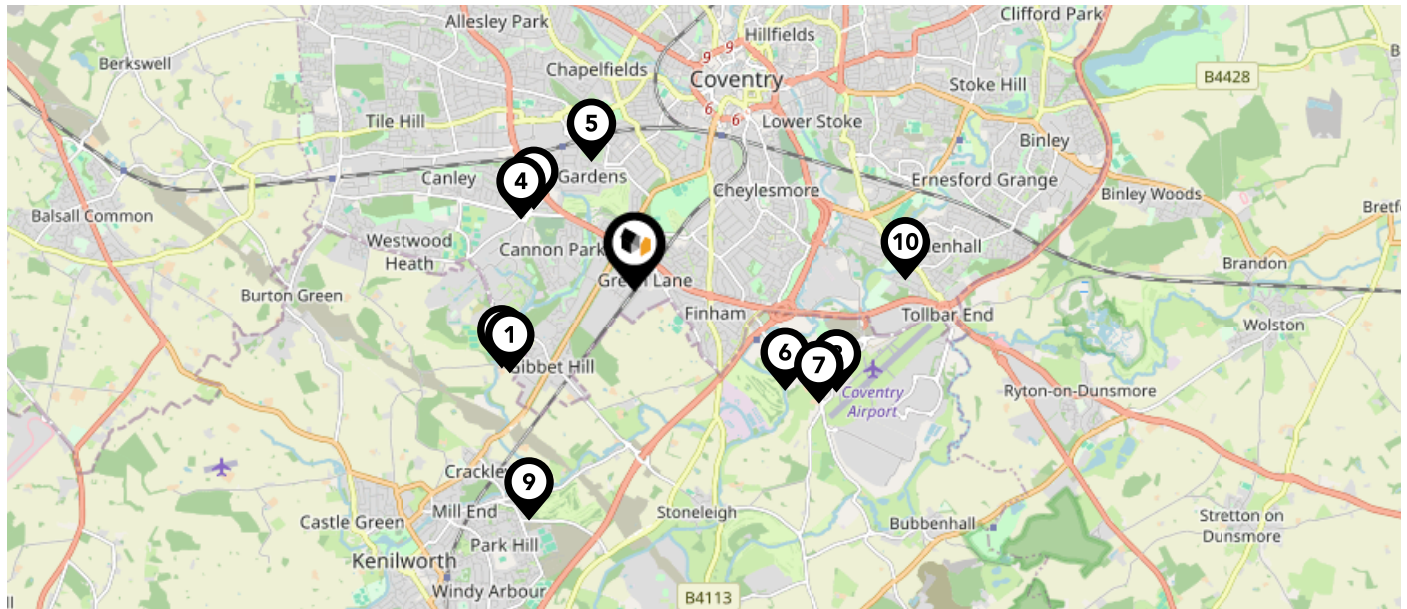 Allesley Park
Clifford Park
Hillfields
9
9
Berkswell
Chapelfields
Coventry
Stoke Hill
B4428
6
6
Tile Hill
5
Lower Stoke
Binley
4
Canley
Gardens
Cheylesmore
Ernesford Grange
Binley Woods
Balsall Common
Westwood
Heath
Cannon Park
10
Brandon
Green Lane
Burton Green
Finham
Tollbar End
Wolston
1
Gibbet Hill
6
7
Coventry
Airport
Ryton-on-Dunsmore
9
Mill End
Castle Green
Stoneleigh
Bubbenhall
Stretton on
Dunsmore
Park Hill
Kenilworth
Windy Arbour
B4113